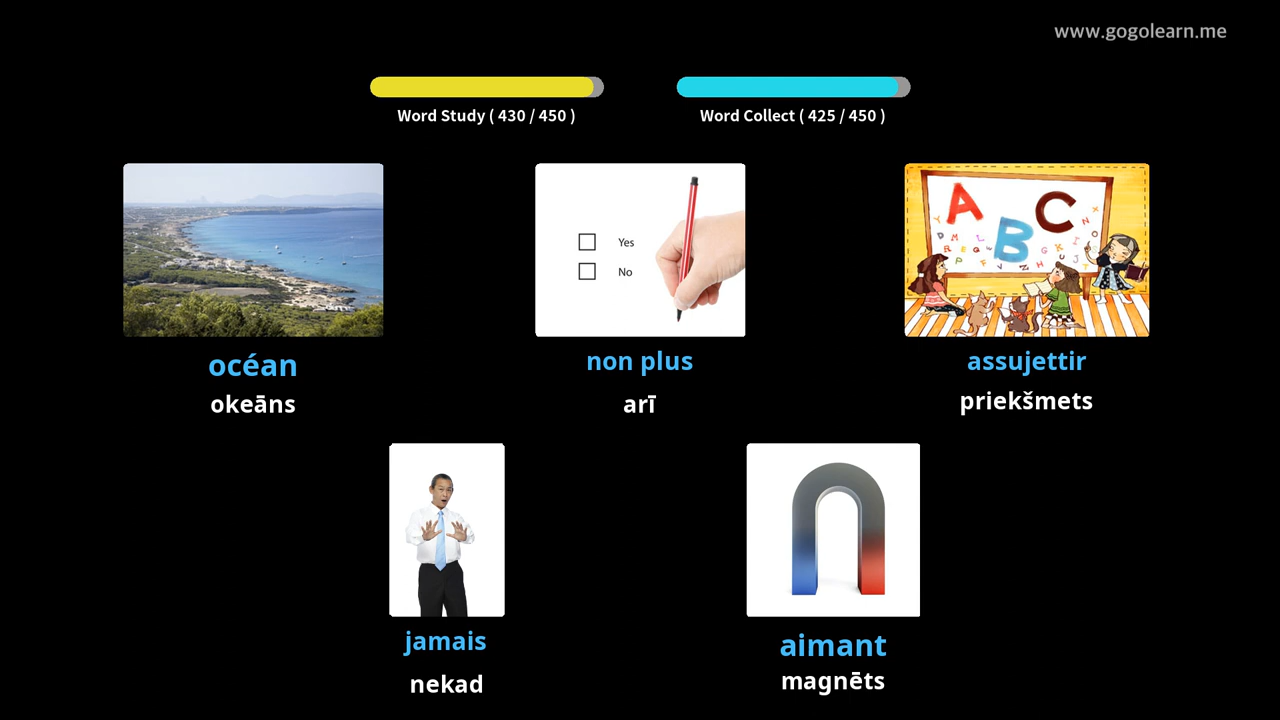 www.gogolearn.me
Word Study ( 430 / 450 )
Word Collect ( 425 / 450 )
Yes
No
A B C
océan
okeāns
non plus
arī
assujettir
priekšmets
jamais
nekad
aimant
magnēts